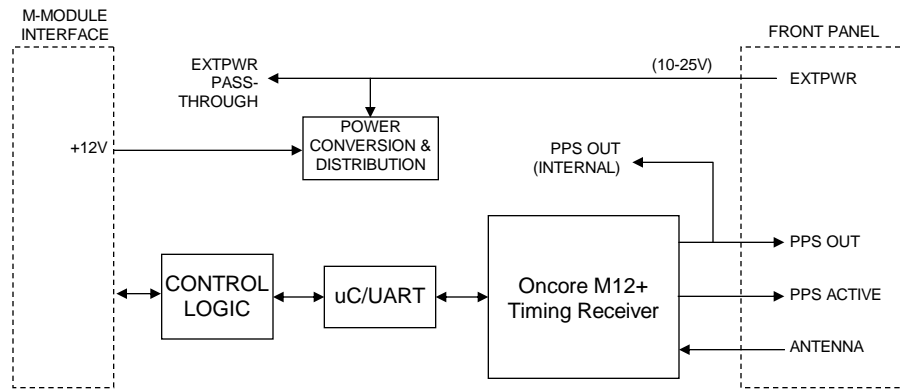 M-MODULE
INTERFACE
FRONT PANEL
EXTPWR
PASS-
THROUGH
(10-25V)
EXTPWR
POWER
CONVERSION &
DISTRIBUTION
+12V
PPS OUT
(INTERNAL)
PPS OUT
CONTROL
LOGIC
uC/UART
Oncore M12+
Timing Receiver
PPS ACTIVE
ANTENNA